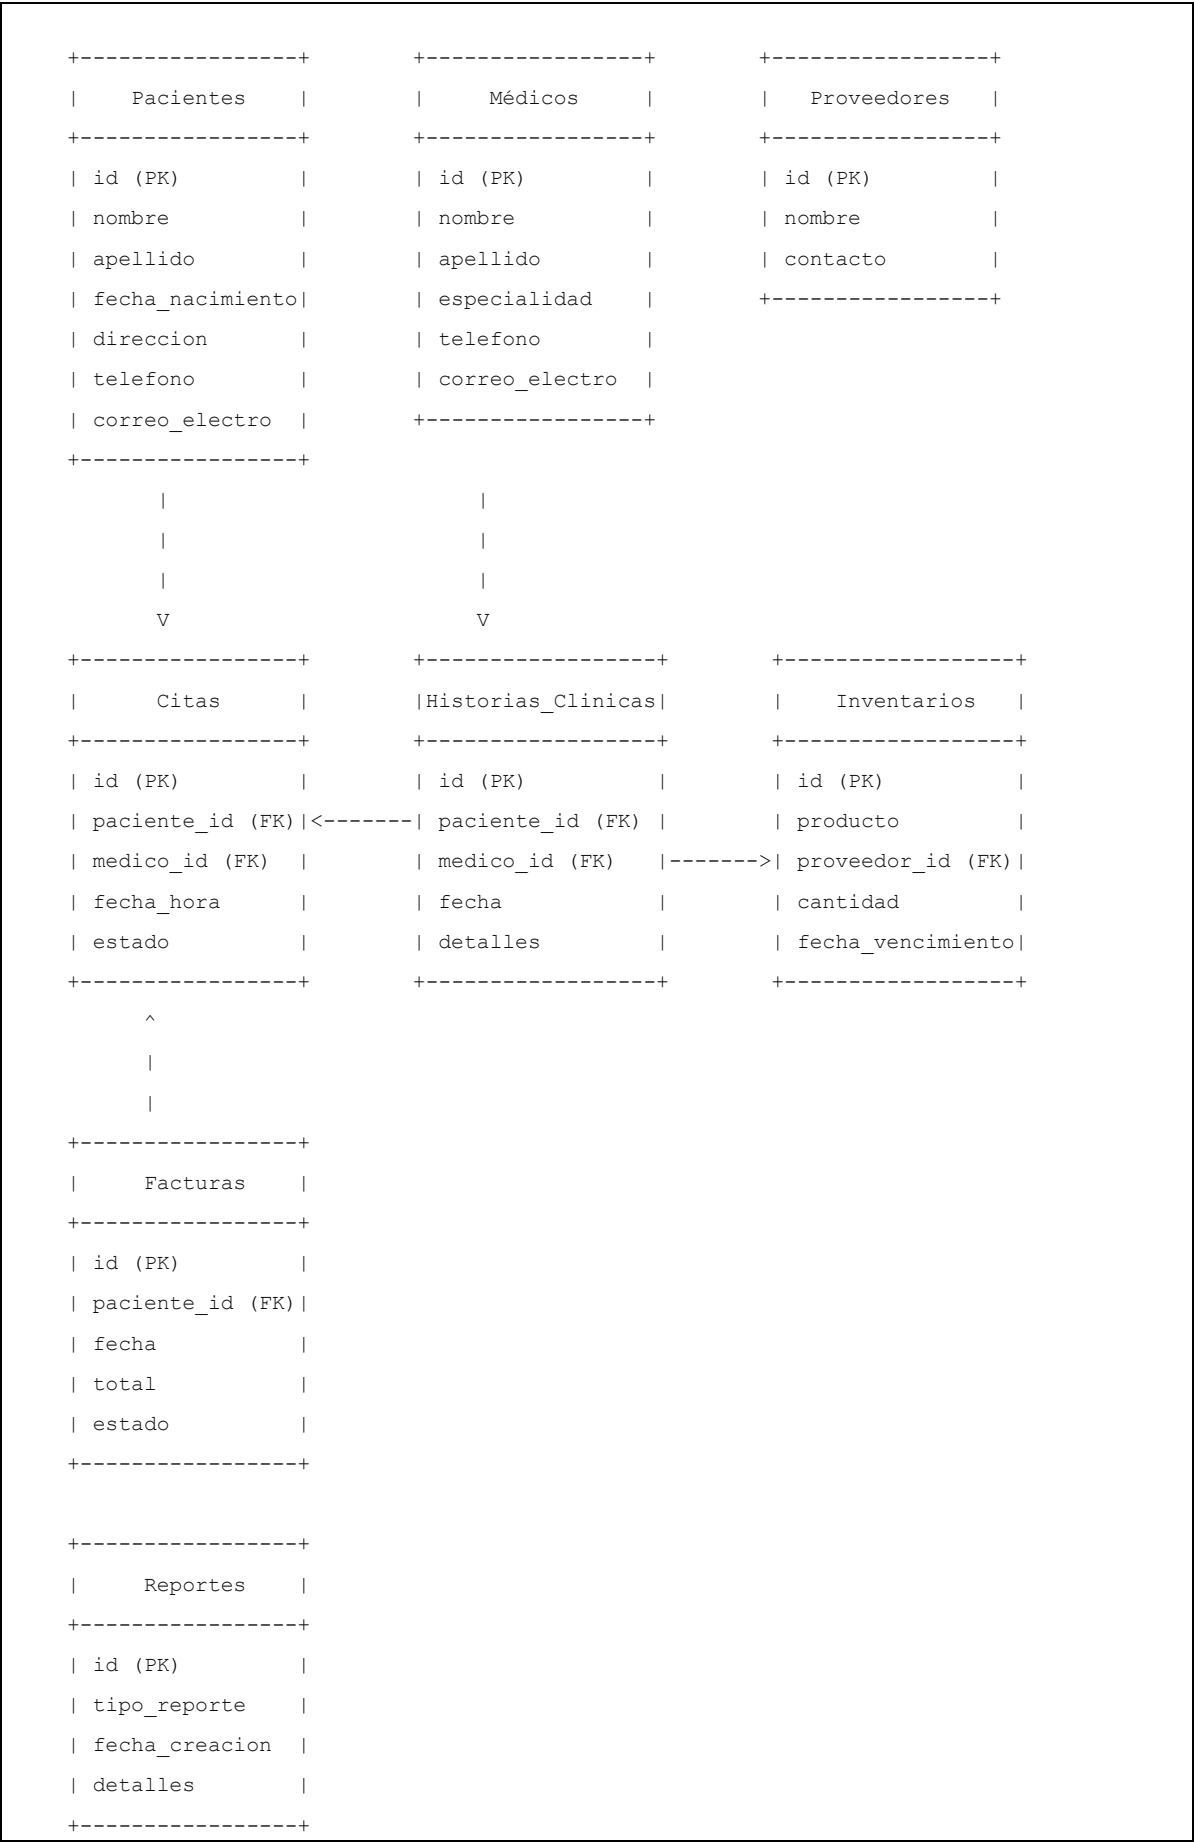 +-----------------+        +-----------------+        +-----------------+
|    Pacientes    |        |     Médicos     |        |   Proveedores   |
+-----------------+        +-----------------+        +-----------------+
| id (PK)         |        | id (PK)         |        | id (PK)         |
| nombre          |        | nombre          |        | nombre          |
| apellido        |        | apellido        |        | contacto        |
| fecha_nacimiento|        | especialidad    |        +-----------------+
| direccion       |        | telefono        |
| telefono        |        | correo_electro  |
| correo_electro  |        +-----------------+
+-----------------+
       |                        |
       |                        |
       |                        |
       V                        V
+-----------------+        +------------------+        +------------------+
|      Citas      |        |Historias_Clinicas|        |    Inventarios   |
+-----------------+        +------------------+        +------------------+
| id (PK)         |        | id (PK)          |        | id (PK)          |
| paciente_id (FK)|<-------| paciente_id (FK) |        | producto         |
| medico_id (FK)  |        | medico_id (FK)   |------->| proveedor_id (FK)|
| fecha_hora      |        | fecha            |        | cantidad         |
| estado          |        | detalles         |        | fecha_vencimiento|
+-----------------+        +------------------+        +------------------+
      ^
      |
      |
+-----------------+
|     Facturas    |
+-----------------+
| id (PK)         |
| paciente_id (FK)|
| fecha           |
| total           |
| estado          |
+-----------------+

+-----------------+
|     Reportes    |
+-----------------+
| id (PK)         |
| tipo_reporte    |
| fecha_creacion  |
| detalles        |
+-----------------+